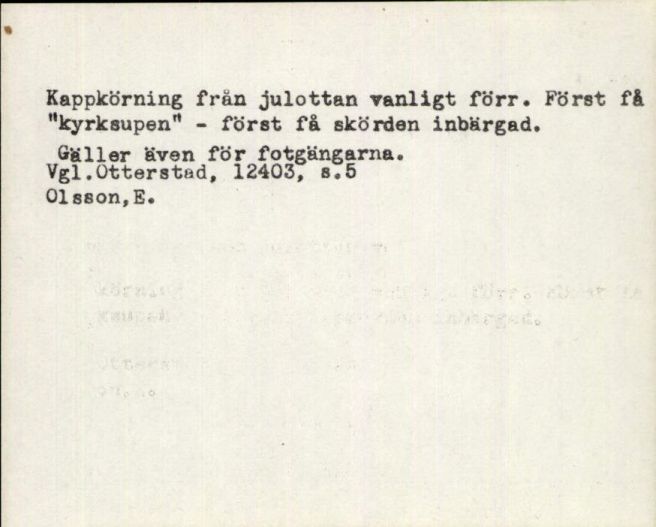 Kappkörning från julottan vanligt förr. Först få
"kyrksupen" - först få skörden inbärgad.
Gäller även för fotgängarna.
Vgl.Otterstad, 12403, s.5
Olsson,E.